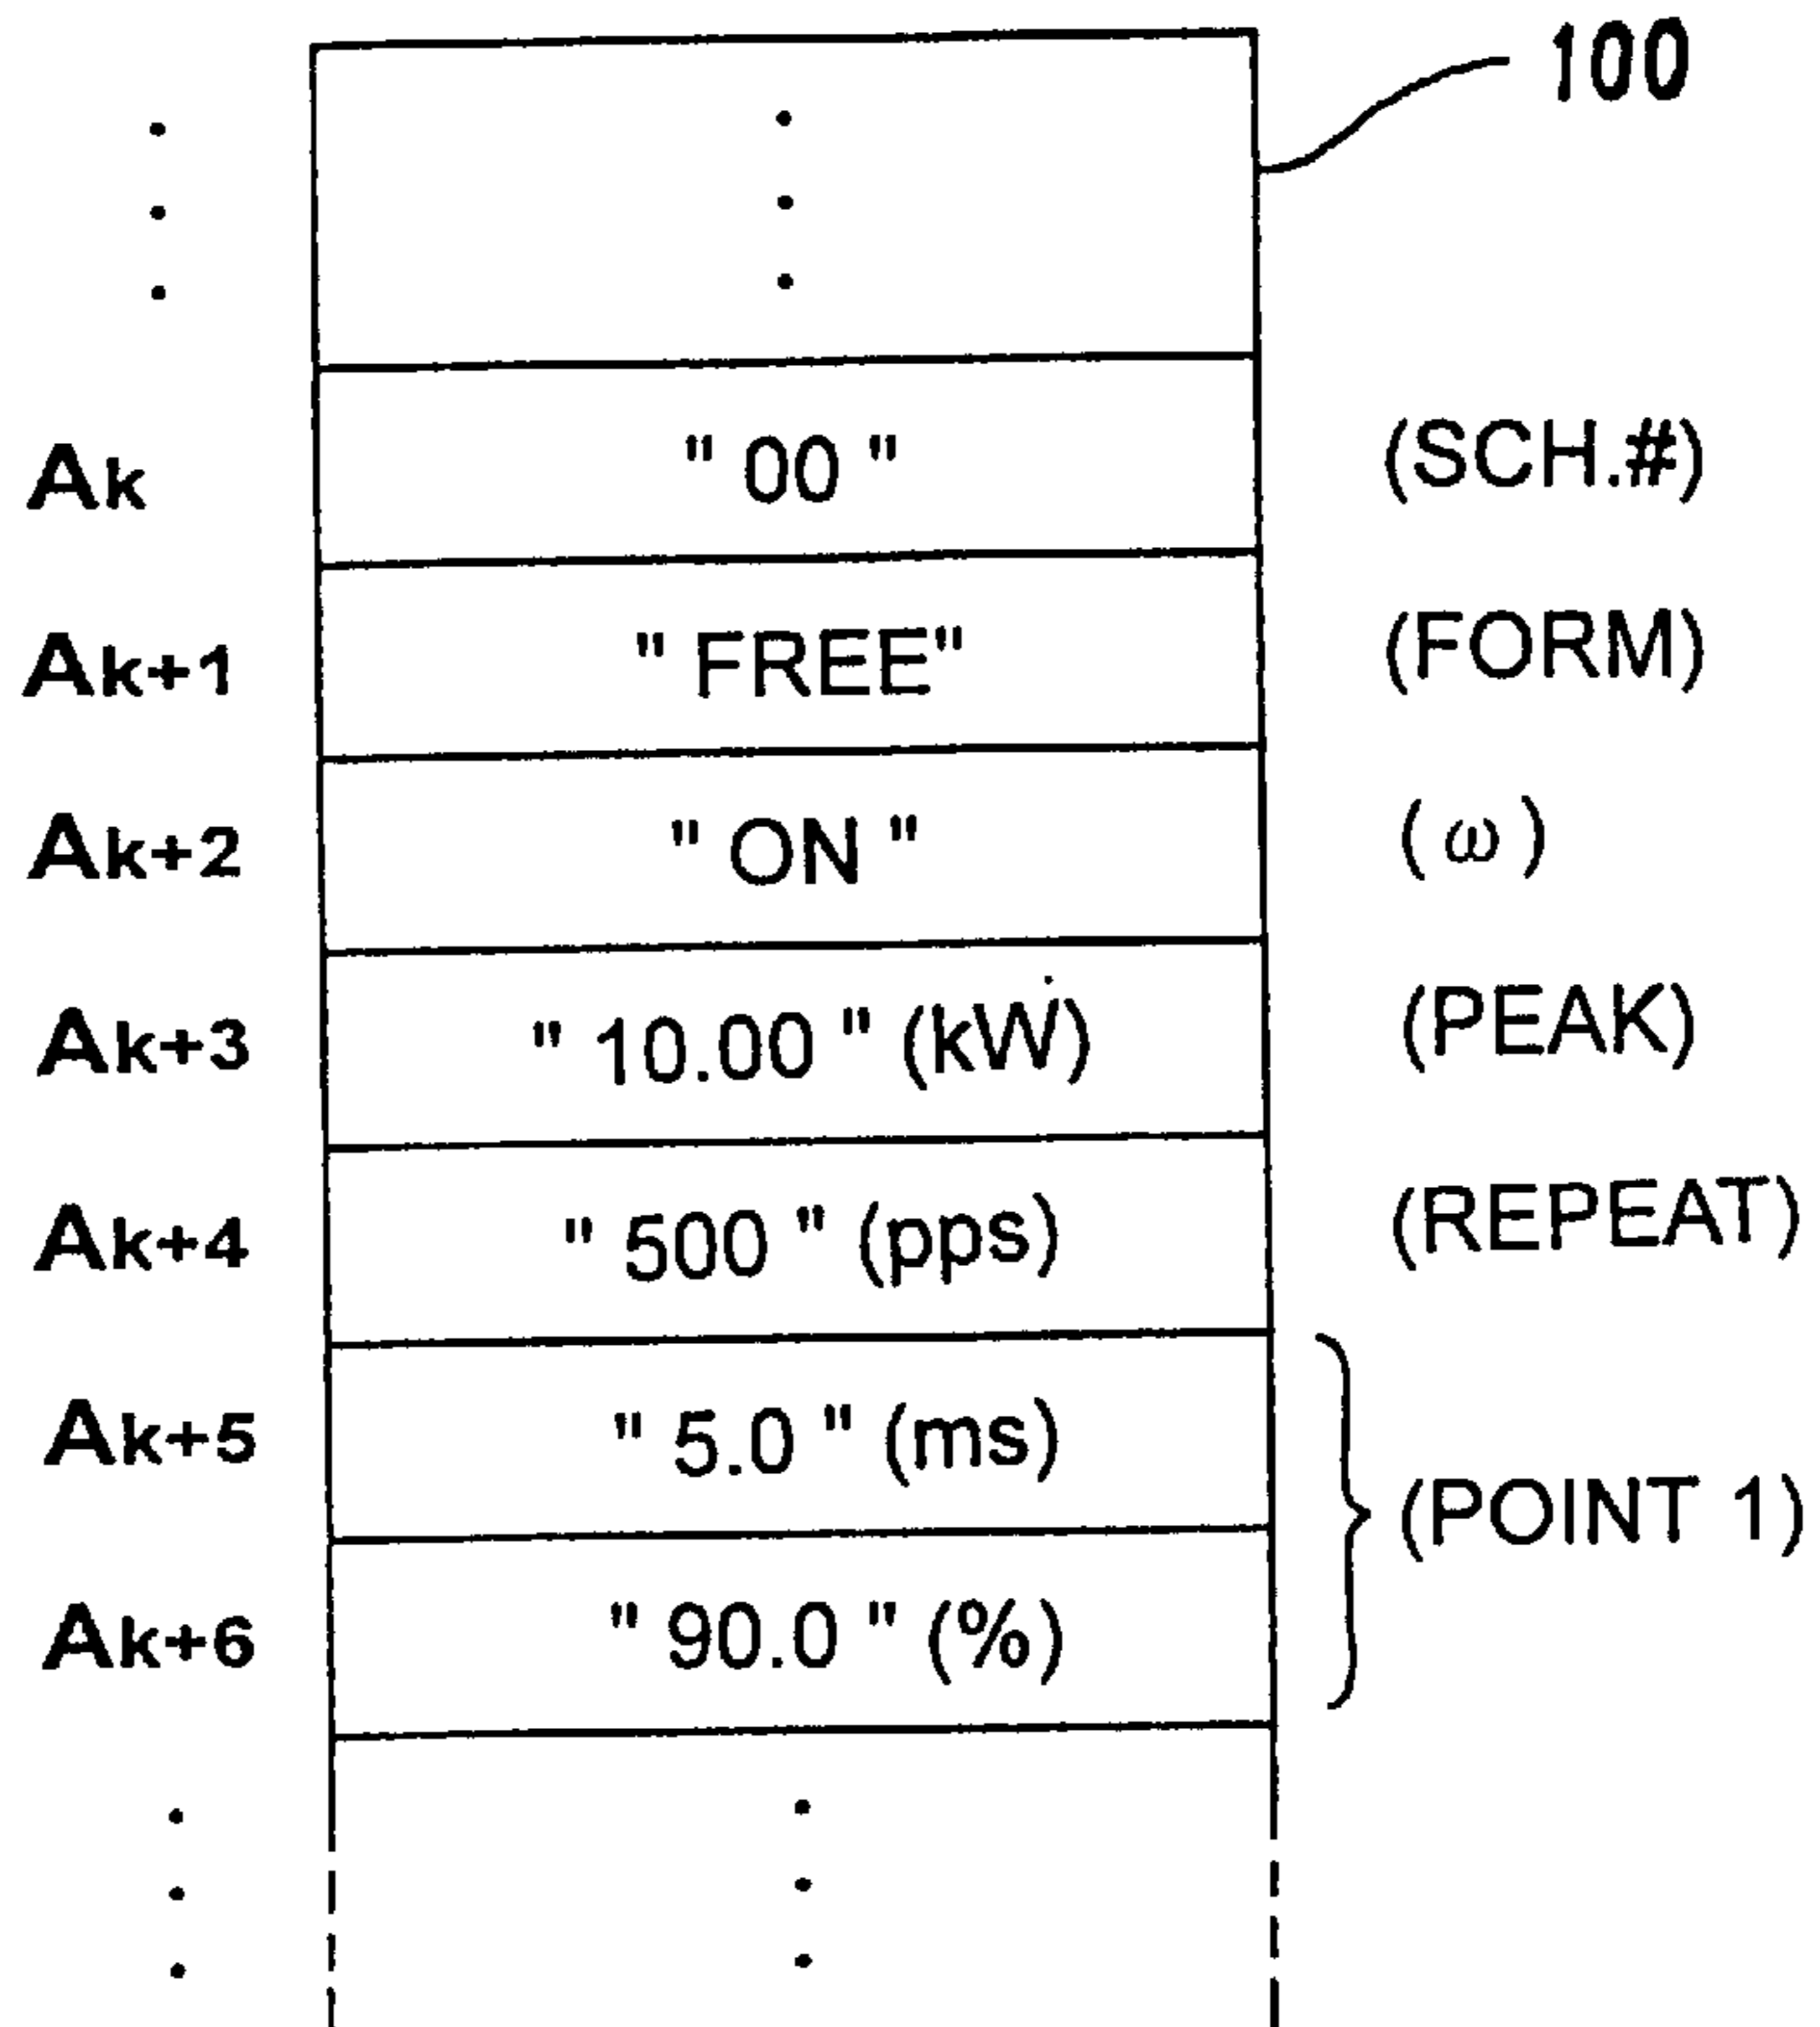 100
Ak " 00 " (SCH.#)
Ak+1 " FREE" (FORM)
Ak+2 " ON " ( ω )
Ak+3 " 10.00 " (kW) (PEAK)
Ak+4 " 500 " (pps) (REPEAT)
Ak+5 " 5.0 " (ms)
(POINT 1)
Ak+6 " 90.0 " (%)